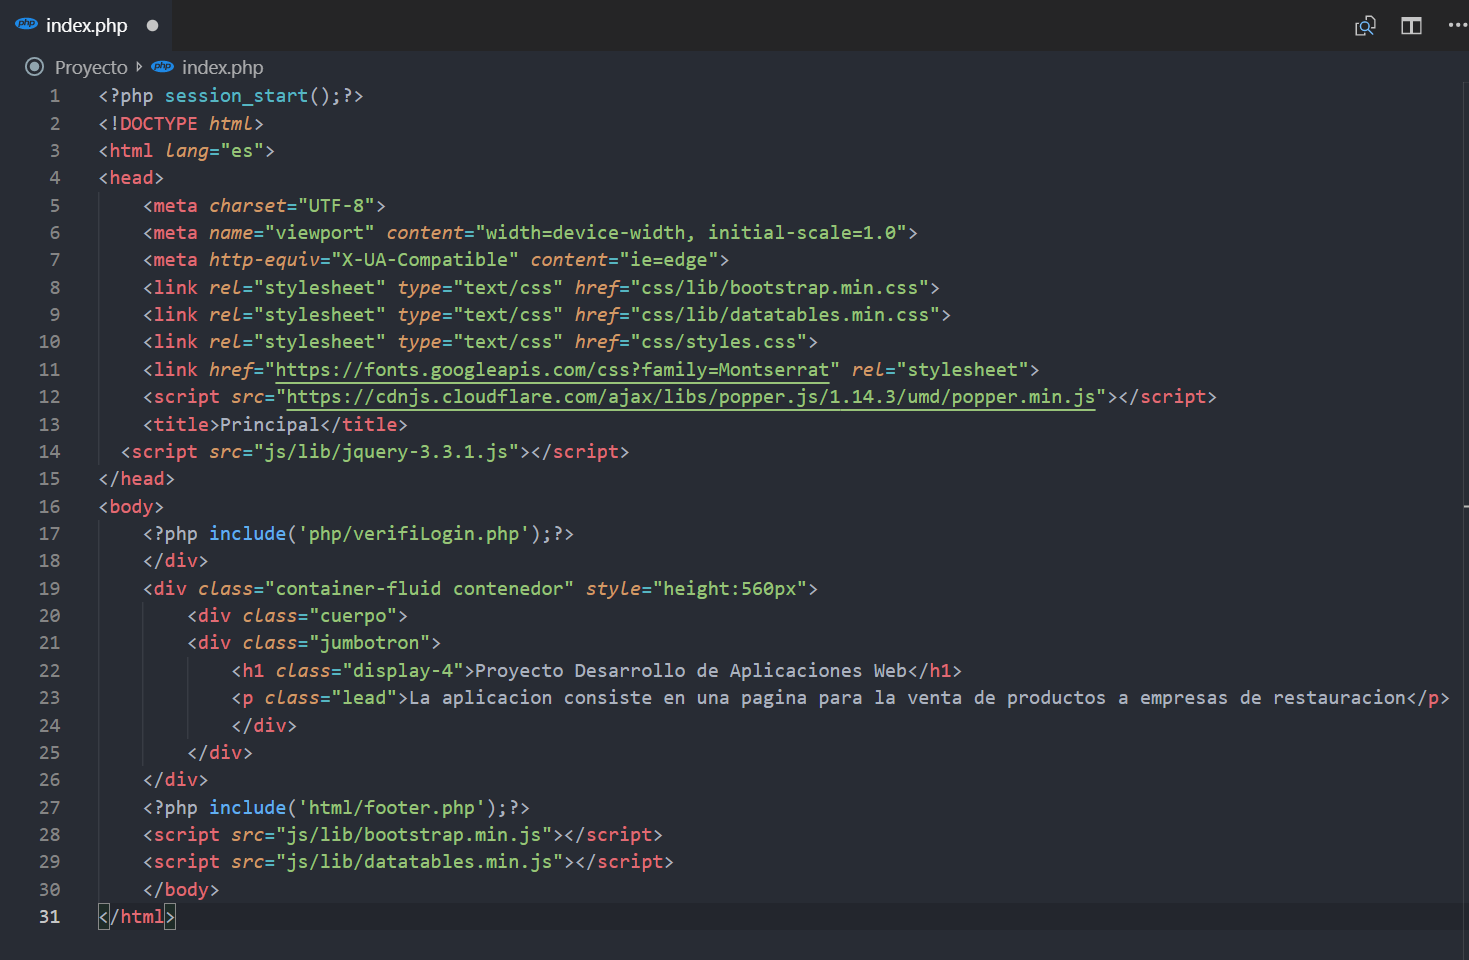 php index.php
Proyecto php index.php
1 <?php session_start();?>
2 <!DOCTYPE html>
3 <html lang="es">
4 <head>
5 <meta charset="UTF-8">
6 <meta name="viewport" content="width=device-width, initial-scale=1.0">
7 <meta http-equiv="X-UA-Compatible" content="ie=edge">
8 <link rel="stylesheet" type="text/css" href="css/lib/bootstrap.min.css">
9 <link rel="stylesheet" type="text/css" href="css/lib/datatables.min.css">
10 <link rel="stylesheet" type="text/css" href="css/styles.css">
11 <link href="https://fonts.googleapis.com/css?family=Montserrat" rel="stylesheet">
12 <script src="https://cdnjs.cloudflare.com/ajax/libs/popper.js/1.14.3/umd/popper.min.js"></script>
13 <title>Principal</title>
14 <script src="js/lib/jquery-3.3.1.js"></script>
15 </head>
16 <body>
17 <?php include('php/verifiLogin.php');?>
18 </div>
19 <div class="container-fluid contenedor" style="height:560px">
20 <div class="cuerpo">
21 <div class="jumbotron">
22 <h1 class="display-4">Proyecto Desarrollo de Aplicaciones Web</h1>
23 <p class="lead">La aplicacion consiste en una pagina para la venta de productos a empresas de restauracion</p>
24 </div>
25 </div>
26 </div>
27 <?php include('html/footer.php');?>
28 <script src="js/lib/bootstrap.min.js"></script>
29 <script src="js/lib/datatables.min.js"></script>
30 </body>
31 </html>